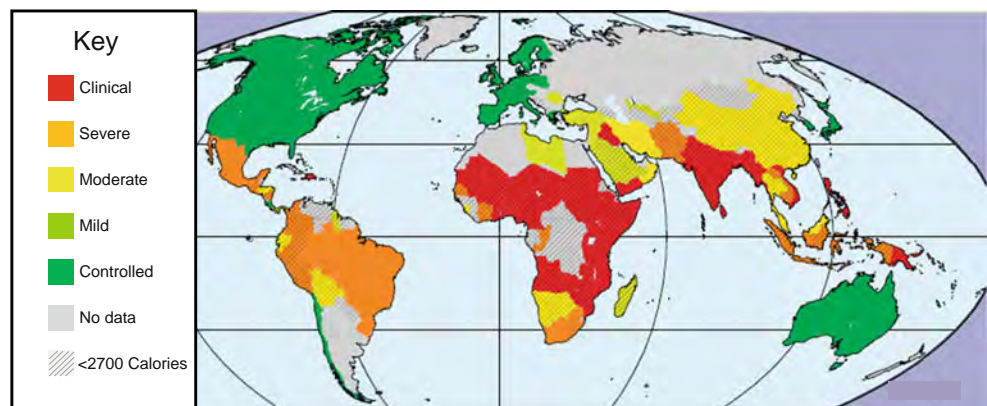 Key
Clinical
Severe
Moderate
Mild
Controlled
No data
<2700 Calories